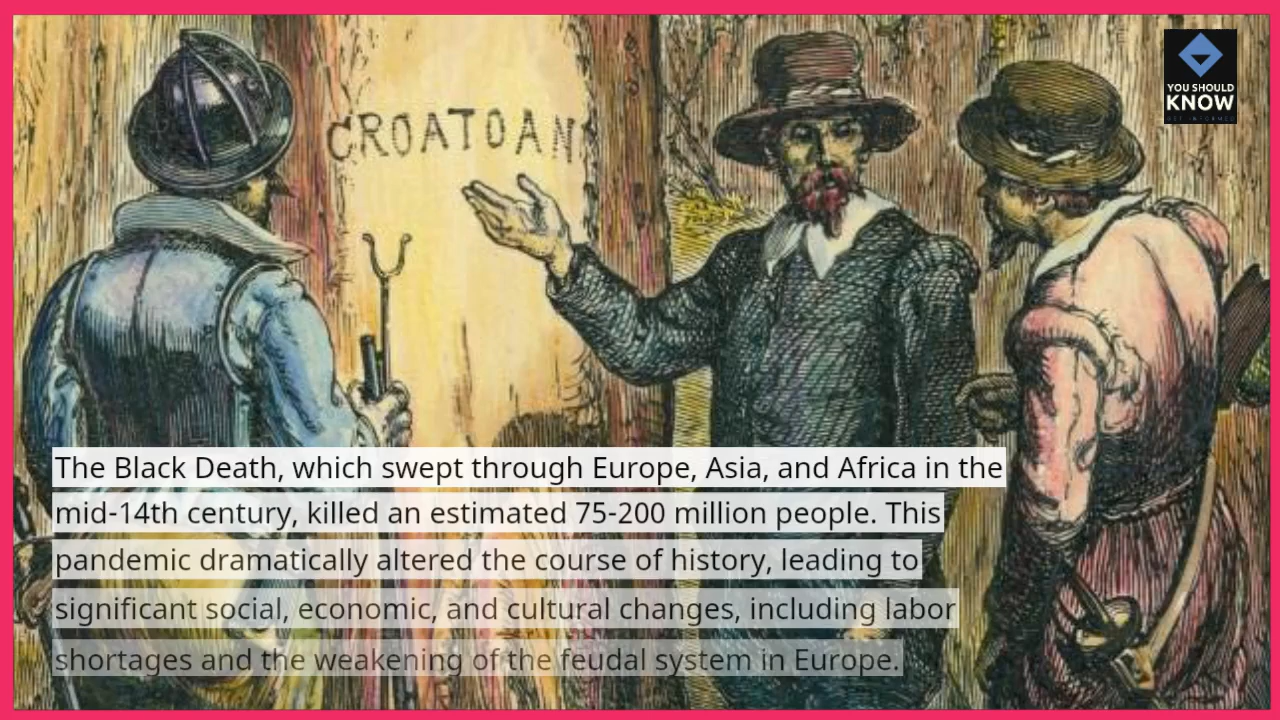 CROATOAN
YOU SHOULD
KNOW
GET INFORMED
The Black Death, which swept through Europe, Asia, and Africa in the
mid-14th century, killed an estimated 75-200 million people. This
pandemic dramatically altered the course of history, leading to
significant social, economic, and cultural changes, including labor
shortages and the weakening of the feudal system in Europe.